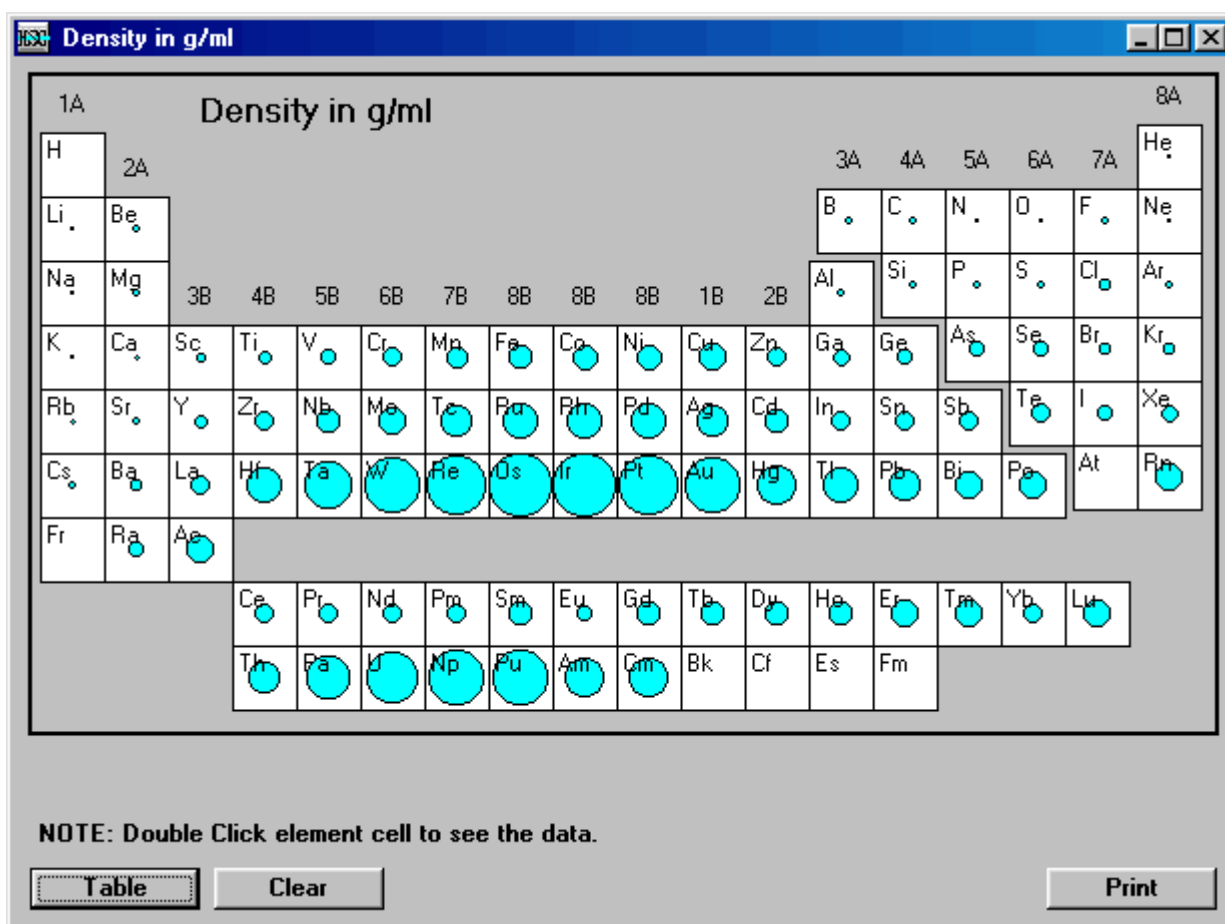 HSC Density in g/ml
1A Density in g/ml 8A
H 2A 3A 4A 5A 6A 7A He
Li Be B C N O F Ne
Na Mg 3B 4B 5B 6B 7B 8B 8B 8B 1B 2B Al Si P S Cl Ar
K Ca Sc Ti V Cr Mn Fe Co Ni Cu Zn Ga Ge As Se Br Kr
Rb Sr Y Zr Nb Mo Tc Ru Rh Pd Ag Cd In Sn Sb Te I Xe
Cs Ba La Hf Ta W Re Os Ir Pt Au Hg Tl Pb Bi Po At Rn
Fr Ra Ac
Ce Pr Nd Pm Sm Eu Gd Tb Dy Ho Er Tm Yb Lu
Th Pa U Np Pu Am Cm Bk Cf Es Fm
NOTE: Double Click element cell to see the data.
Table Clear Print